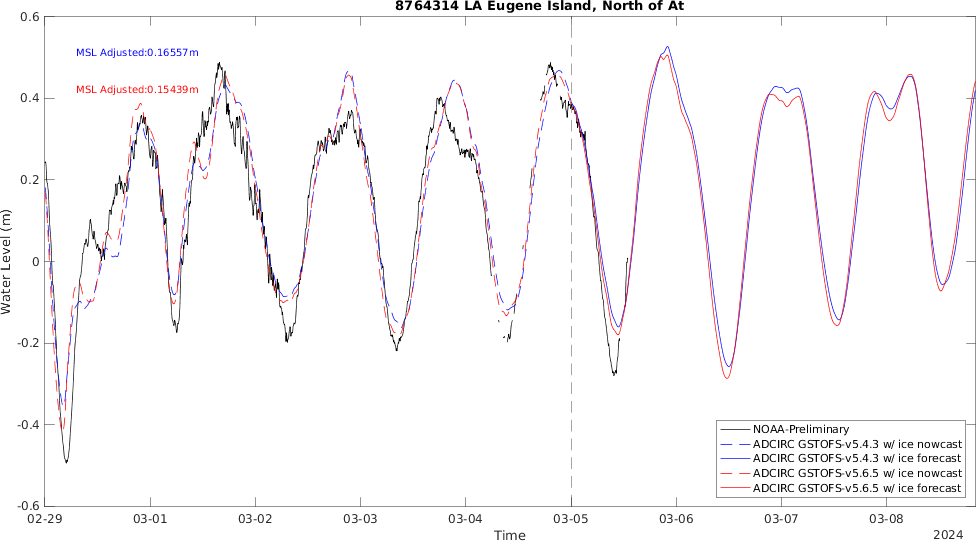 8764314 LA Eugene Island, North of At
MSL Adjusted:0.16557m
MSL Adjusted:0.15439m
Water Level (m)
0.6
0.4
0.2
0
-0.2
-0.4
-0.6
NOAA-Preliminary
ADCIRC GSTOFS-v5.4.3 w/ ice nowcast
ADCIRC GSTOFS-v5.4.3 w/ ice forecast
ADCIRC GSTOFS-v5.6.5 w/ ice nowcast
ADCIRC GSTOFS-v5.6.5 w/ ice forecast
02-29 03-01 03-02 03-03 03-04 03-05 03-06 03-07 03-08
Time
2024